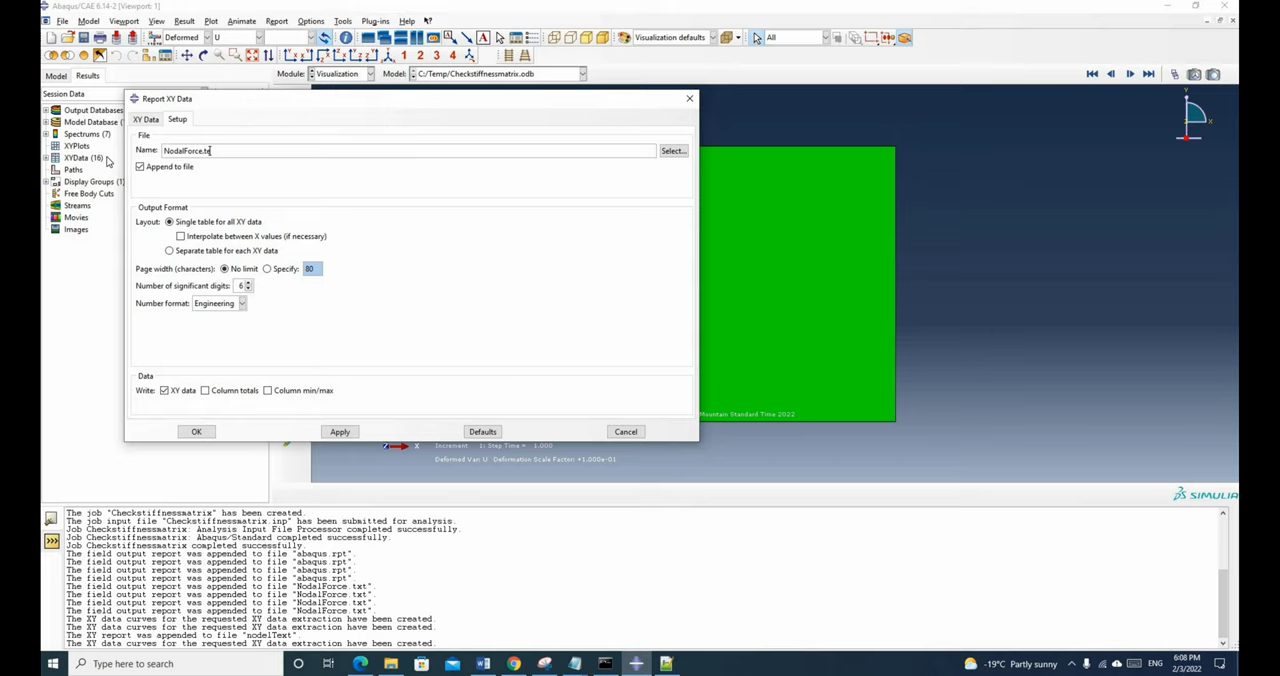 Abaqus/CAE 6.14-2 [Viewport: 1]
File Model Viewport View Result Plot Animate Report Options Tools Plug-ins Help
Deformed U Visualization defaults All
1 2 3 4
Model Results Module: Visualization Model: C:/Temp/Checkstiffnessmatrix.odb
Session Data
Output Databases
Model Database (
Spectrums (7)
XYPlots
XYData (16)
Paths
Display Groups (1)
Free Body Cuts
Streams
Movies
Images
Report XY Data
XY Data Setup
File
Name: NodalForce.te Select...
Append to file
Output Format
Layout: Single table for all XY data
Interpolate between X values (if necessary)
Separate table for each XY data
Page width (characters): No limit Specify: 80
Number of significant digits: 6
Number format: Engineering
Data
Write: XY data Column totals Column min/max
OK Apply Defaults Cancel
Y
X
Mountain Standard Time 2022
X Increment 1: Step Time = 1.000
Deformed Var: U Deformation Scale Factor: +1.000e-01
SIMULIA
The job "Checkstiffnessmatrix" has been created.
The job input file "Checkstiffnessmatrix.inp" has been submitted for analysis.
Job Checkstiffnessmatrix: Analysis Input File Processor completed successfully.
Job Checkstiffnessmatrix: Abaqus/Standard completed successfully.
Job Checkstiffnessmatrix completed successfully.
The field output report was appended to file "abaqus.rpt".
The field output report was appended to file "abaqus.rpt".
The field output report was appended to file "abaqus.rpt".
The field output report was appended to file "abaqus.rpt".
The field output report was appended to file "NodalForce.txt".
The field output report was appended to file "NodalForce.txt".
The field output report was appended to file "NodalForce.txt".
The field output report was appended to file "NodalForce.txt".
The XY data curves for the requested XY data extraction have been created.
The XY data curves for the requested XY data extraction have been created.
The XY report was appended to file "nodelText".
The XY data curves for the requested XY data extraction have been created.
Type here to search
-19°C Partly sunny ENG
6:08 PM
2/3/2022